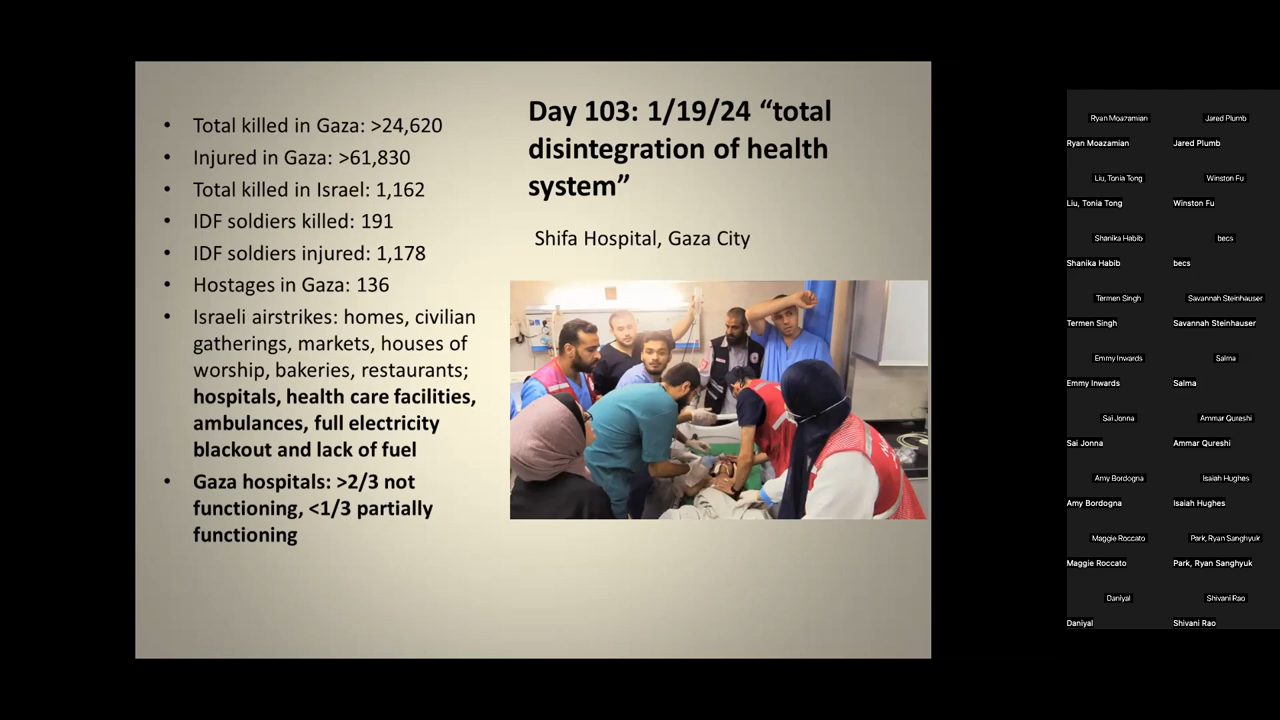 • Total killed in Gaza: >24,620
• Injured in Gaza: >61,830
• Total killed in Israel: 1,162
• IDF soldiers killed: 191
• IDF soldiers injured: 1,178
• Hostages in Gaza: 136
• Israeli airstrikes: homes, civilian
gatherings, markets, houses of
worship, bakeries, restaurants;
hospitals, health care facilities,
ambulances, full electricity
blackout and lack of fuel
• Gaza hospitals: >2/3 not
functioning, <1/3 partially
functioning
Day 103: 1/19/24 “total
disintegration of health
system”
Shifa Hospital, Gaza City
Ryan Moazamian
Jared Plumb
Ryan Moazamian
Jared Plumb
Liu, Tonia Tong
Winston Fu
Liu, Tonia Tong
Winston Fu
Shanika Habib
becs
Shanika Habib
becs
Termen Singh
Savannah Steinhauser
Termen Singh
Savannah Steinhauser
Emmy Inwards
Salma
Emmy Inwards
Salma
Sai Jonna
Ammar Qureshi
Sai Jonna
Ammar Qureshi
Amy Bordogna
Isaiah Hughes
Amy Bordogna
Isaiah Hughes
Maggie Roccato
Park, Ryan Sanghyuk
Maggie Roccato
Park, Ryan Sanghyuk
Daniyal
Shivani Rao
Daniyal
Shivani Rao